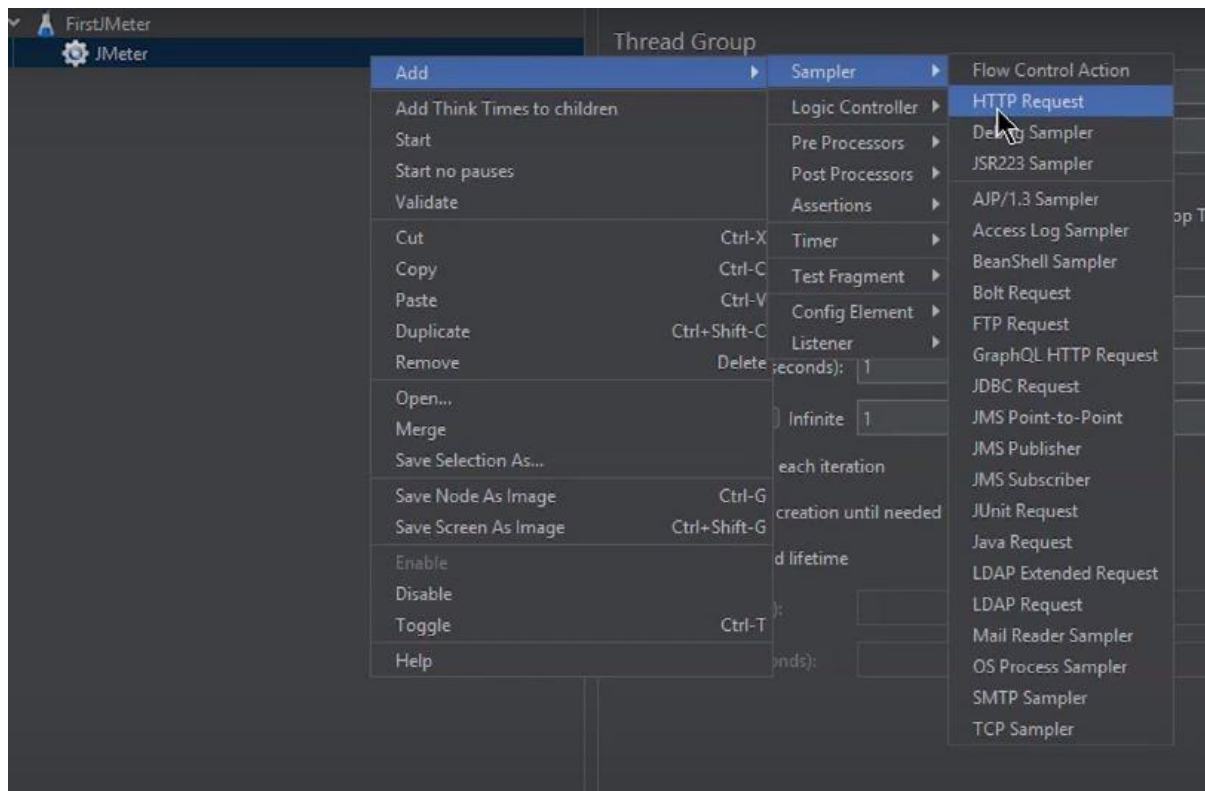 FirstJMeter
JMeter
Thread Group
Add
Add Think Times to children
Start
Start no pauses
Validate
Cut Ctrl-X
Copy Ctrl-C
Paste Ctrl-V
Duplicate Ctrl+Shift-C
Remove Delete
Open...
Merge
Save Selection As...
Save Node As Image Ctrl-G
Save Screen As Image Ctrl+Shift-G
Enable
Disable
Toggle Ctrl-T
Help
Sampler
Logic Controller
Pre Processors
Post Processors
Assertions
Timer
Test Fragment
Config Element
Listener
Flow Control Action
HTTP Request
Debug Sampler
JSR223 Sampler
AJP/1.3 Sampler
Access Log Sampler
BeanShell Sampler
Bolt Request
FTP Request
GraphQL HTTP Request
JDBC Request
JMS Point-to-Point
JMS Publisher
JMS Subscriber
JUnit Request
Java Request
LDAP Extended Request
LDAP Request
Mail Reader Sampler
OS Process Sampler
SMTP Sampler
TCP Sampler
op T
seconds): 1
Infinite 1
each iteration
creation until needed
d lifetime
):
onds):